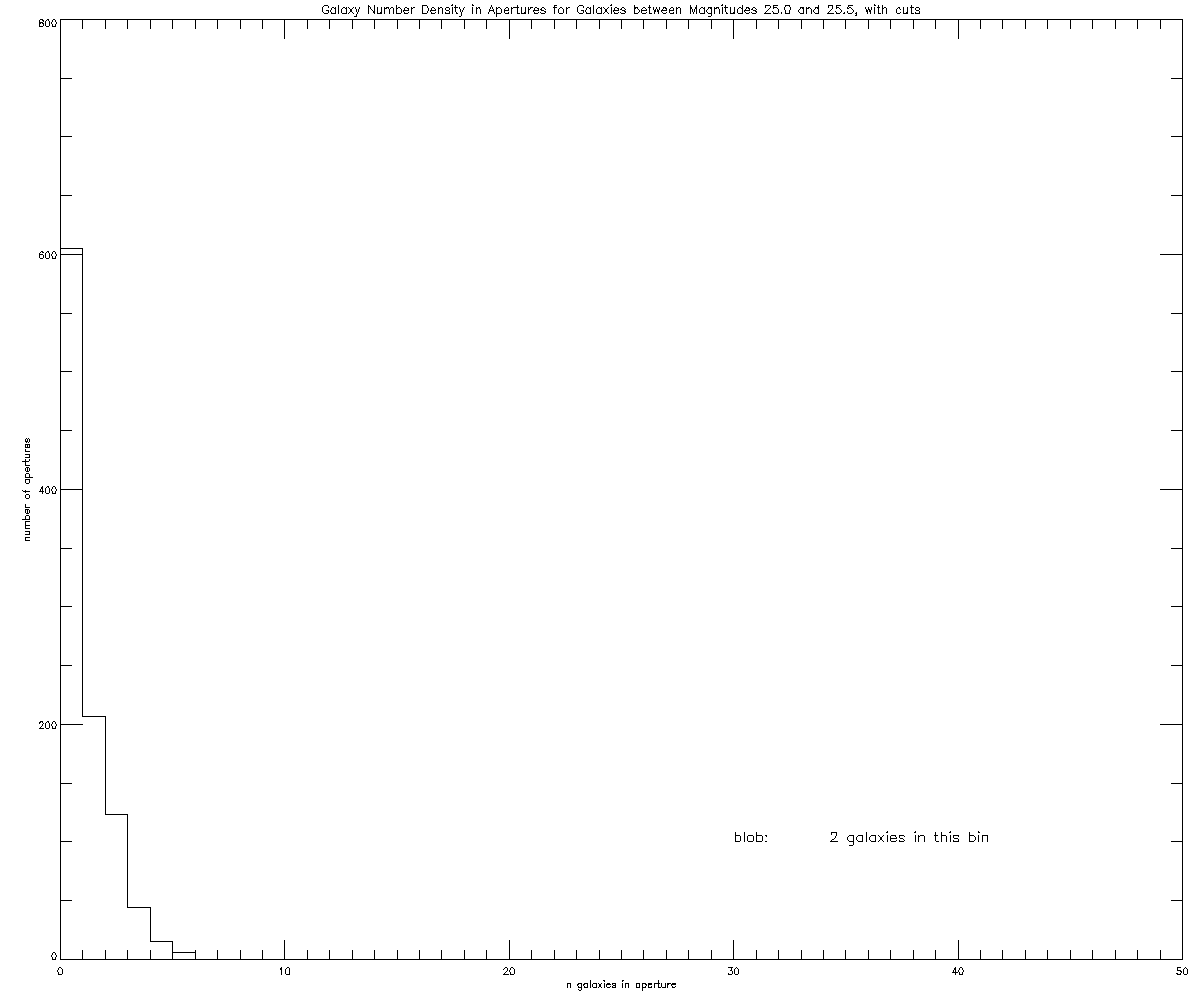 Galaxy Number Density in Apertures for Galaxies between Magnitudes 25.0 and 25.5, with cuts
800
600
400
200
0
number of apertures
blob: 2 galaxies in this bin
0 10 20 30 40 50
n galaxies in aperture